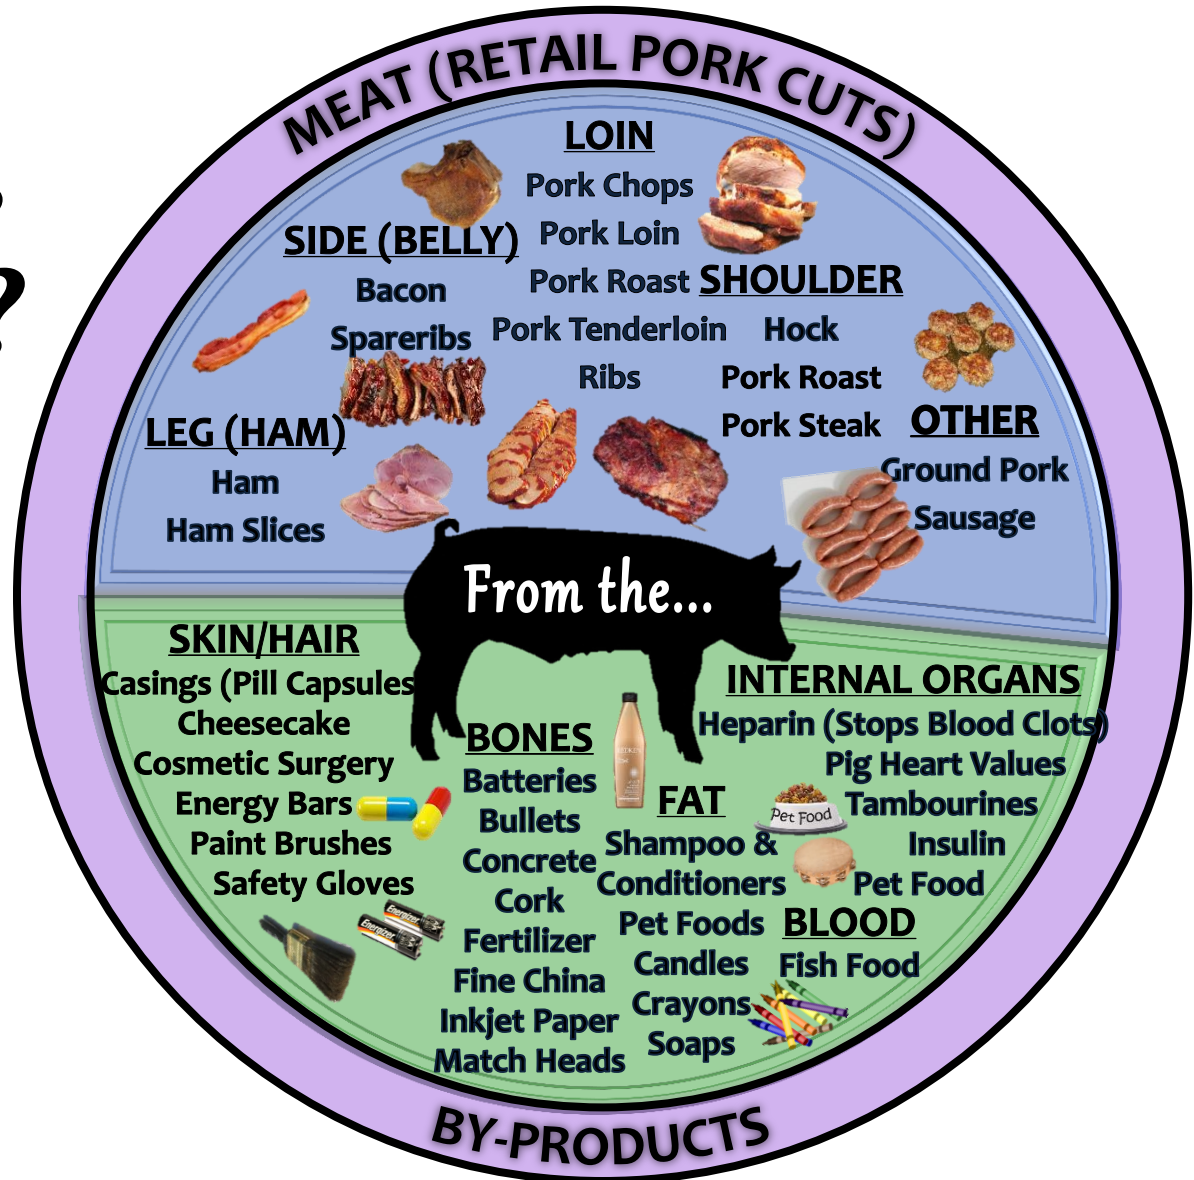 ?
MEAT (RETAIL PORK CUTS)
LOIN
Pork Chops
Pork Loin
Pork Roast
Pork Tenderloin
Ribs
SIDE (BELLY)
Bacon
Spareribs
SHOULDER
Hock
Pork Roast
Pork Steak
LEG (HAM)
Ham
Ham Slices
OTHER
Ground Pork
Sausage
From the...
SKIN/HAIR
Casings (Pill Capsules
Cheesecake
Cosmetic Surgery
Energy Bars
Paint Brushes
Safety Gloves
Energizer
Energizer
BONES
Batteries
Bullets
Concrete
Cork
Fertilizer
Fine China
Inkjet Paper
Match Heads
FAT
Shampoo &
Conditioners
Pet Foods
Candles
Crayons
Soaps
INTERNAL ORGANS
Heparin (Stops Blood Clots)
Pig Heart Values
Tambourines
Insulin
Pet Food
Pet Food
BLOOD
Fish Food
BY-PRODUCTS